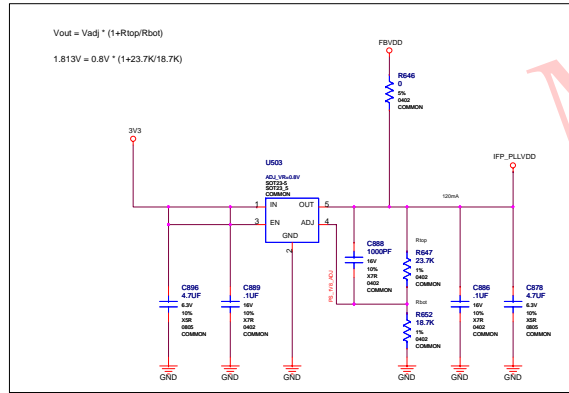 Vout = Vadj * (1+Rtop/Rbot)
1.813V = 0.8V * (1+23.7K/18.7K)
FBVDD
R646
0
5%
0402
COMMON
3V3
IFP_PLLVDD
U503
ADJ_VR=0.8V
SOT23-5
SOT23_5
COMMON
120mA
1 IN OUT 5
3 EN ADJ 4
GND
2
C888
1000PF
16V
10%
X7R
0402
COMMON
Rtop
R647
23.7K
1%
0402
COMMON
Rbot
R652
18.7K
1%
0402
COMMON
C896
4.7UF
6.3V
10%
X5R
0805
COMMON
C889
.1UF
16V
10%
X7R
0402
COMMON
C886
.1UF
16V
10%
X7R
0402
COMMON
C878
4.7UF
6.3V
10%
X5R
0805
COMMON
GND
GND
GND
GND
GND
GND